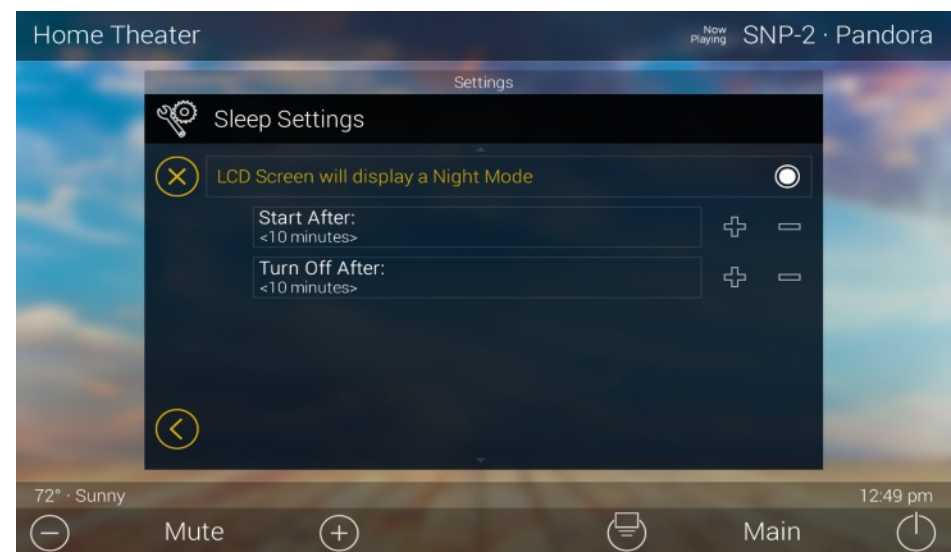 Home Theater
Now Playing SNP-2 · Pandora
Settings
Sleep Settings
LCD Screen will display a Night Mode
Start After:
<10 minutes>
Turn Off After:
<10 minutes>
72° · Sunny
12:49 pm
Mute
Main